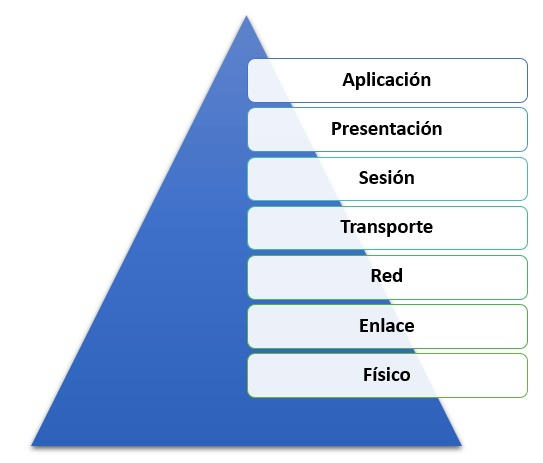 Aplicación
Presentación
Sesión
Transporte
Red
Enlace
Físico